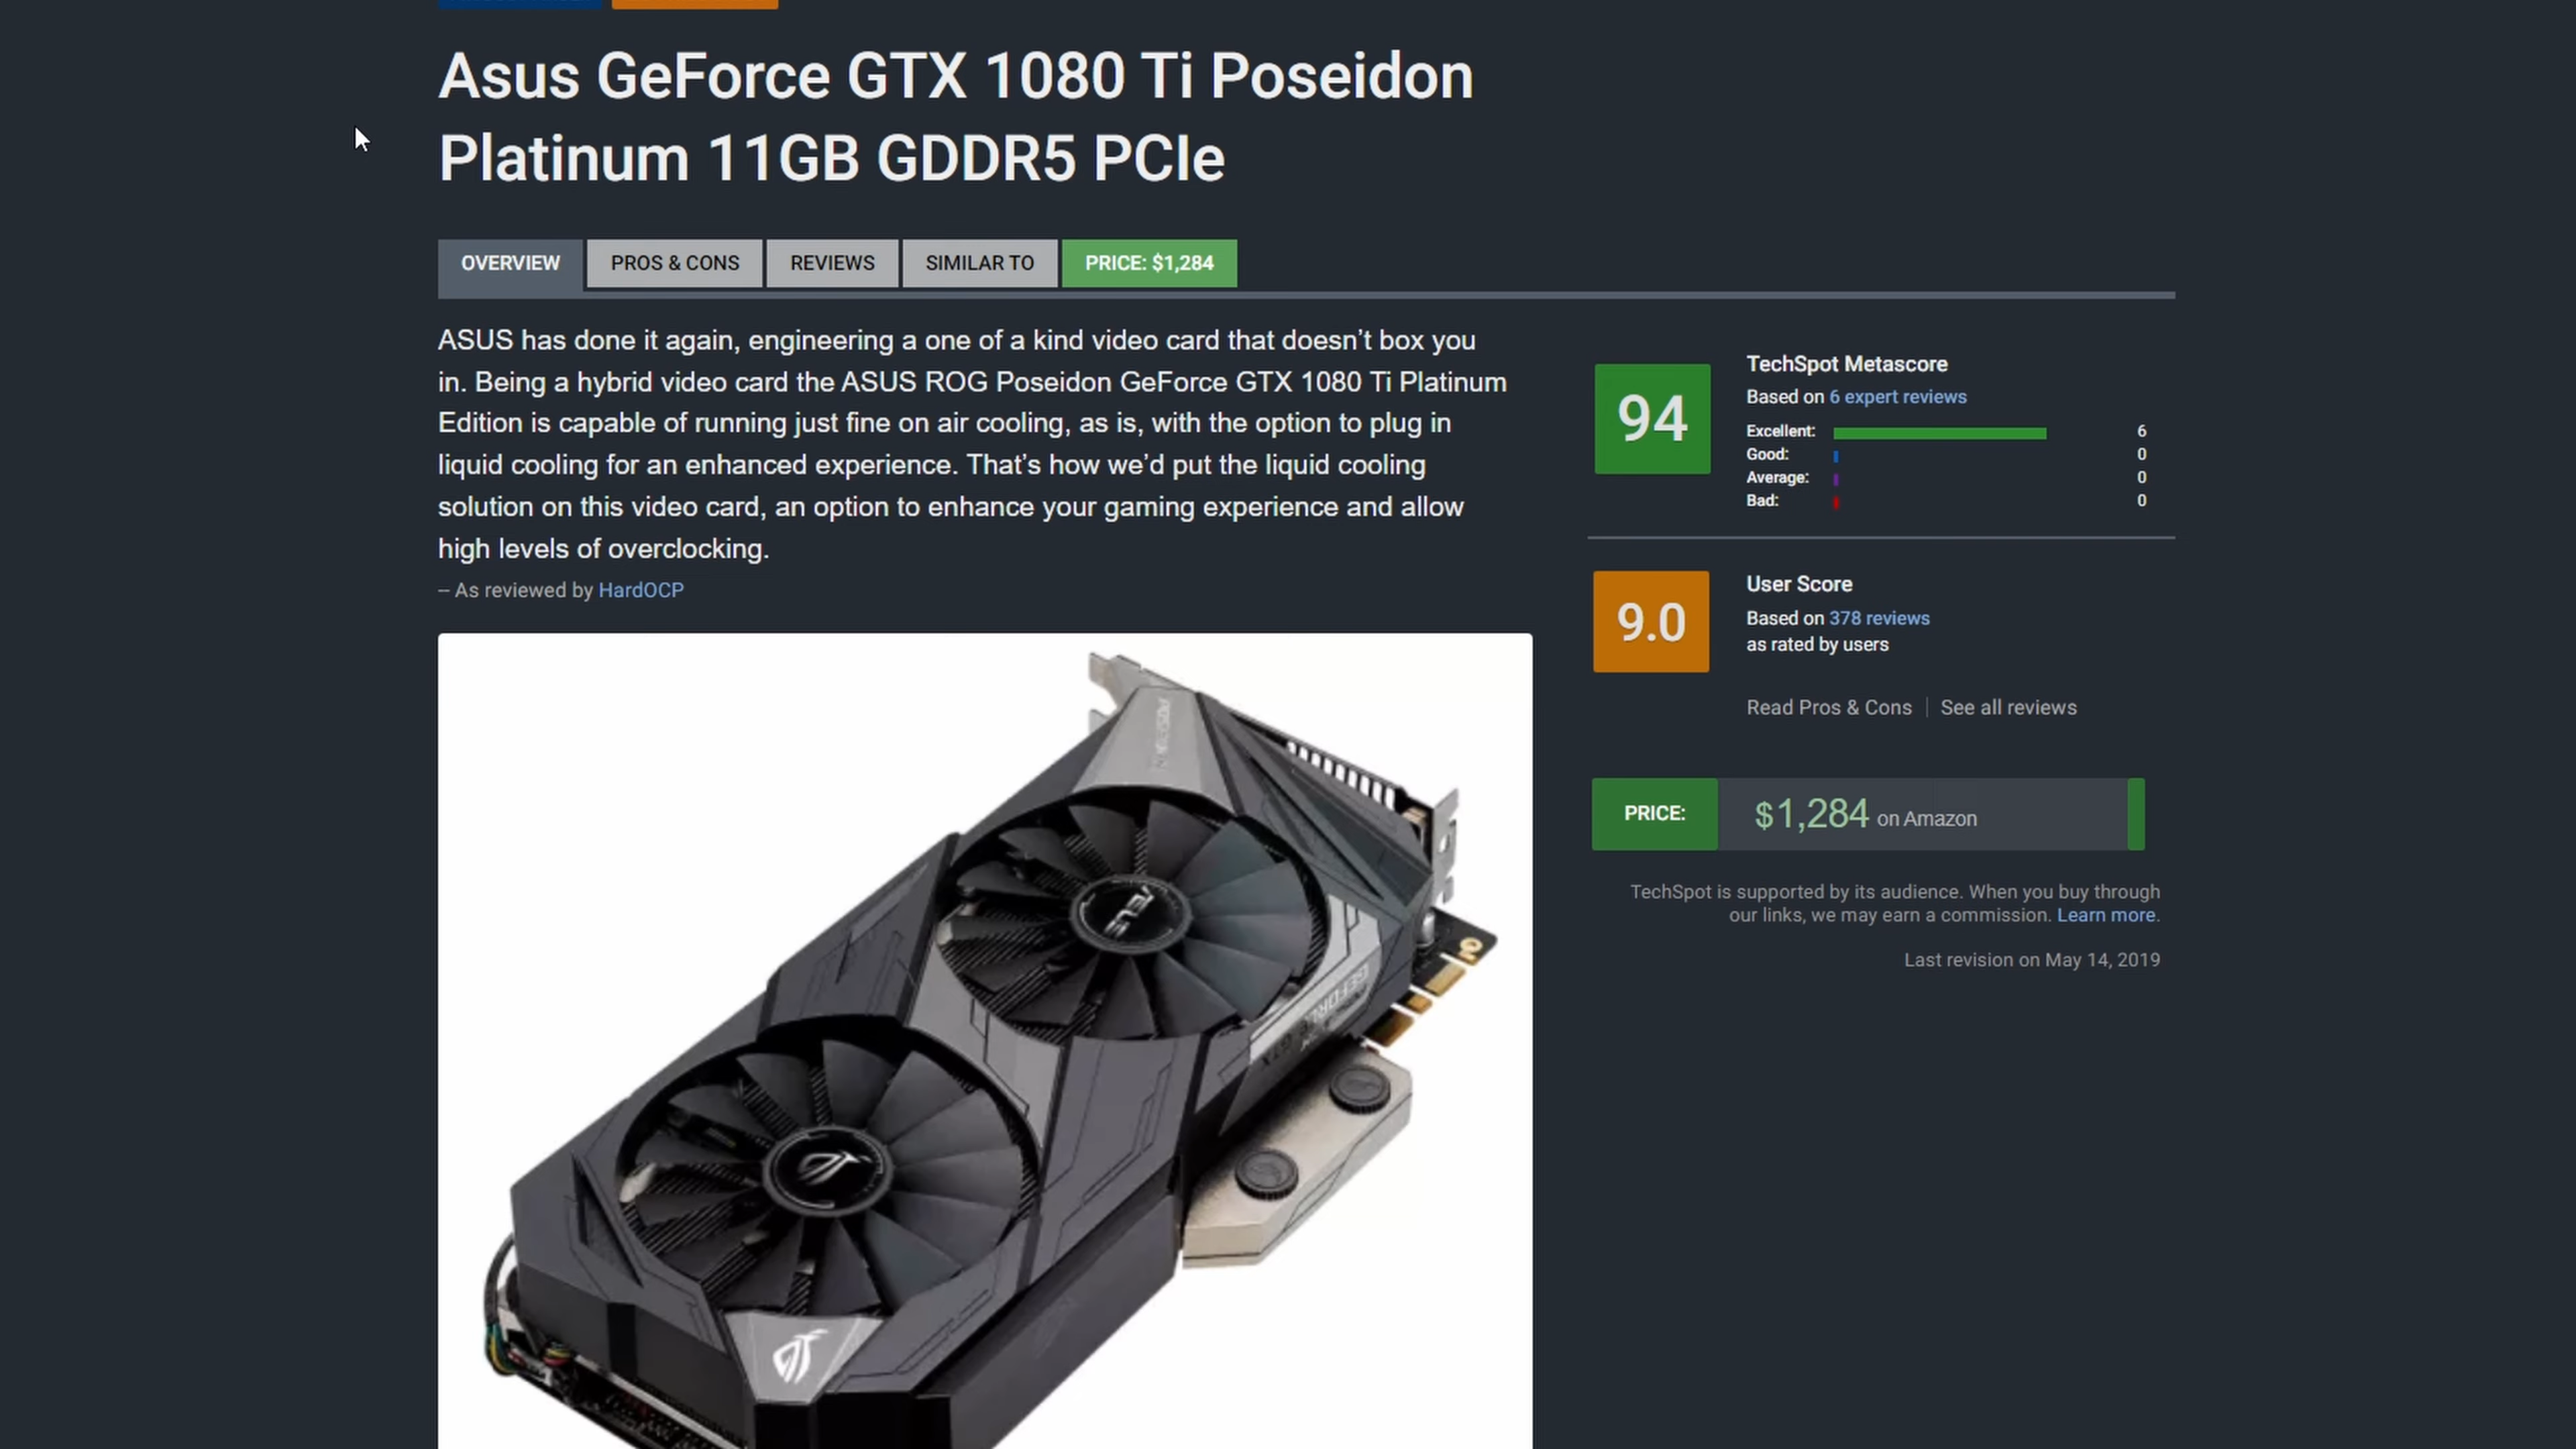 Asus GeForce GTX 1080 Ti Poseidon
Platinum 11GB GDDR5 PCIe
OVERVIEW
PROS & CONS
REVIEWS
SIMILAR TO
PRICE: $1,284
ASUS has done it again, engineering a one of a kind video card that doesn’t box you
in. Being a hybrid video card the ASUS ROG Poseidon GeForce GTX 1080 Ti Platinum
Edition is capable of running just fine on air cooling, as is, with the option to plug in
liquid cooling for an enhanced experience. That’s how we’d put the liquid cooling
solution on this video card, an option to enhance your gaming experience and allow
high levels of overclocking.
– As reviewed by HardOCP
POSEIDON
ASUS
GEFORCE
GTX
94
TechSpot Metascore
Based on 6 expert reviews
Excellent: 6
Good: 0
Average: 0
Bad: 0
9.0
User Score
Based on 378 reviews
as rated by users
Read Pros & Cons | See all reviews
PRICE: $1,284 on Amazon
TechSpot is supported by its audience. When you buy through
our links, we may earn a commission. Learn more.
Last revision on May 14, 2019